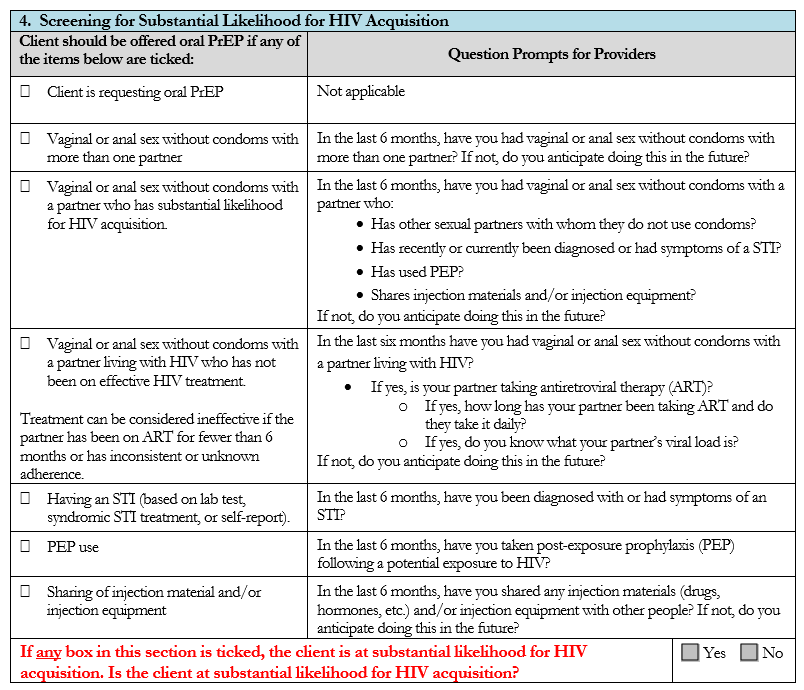 4. Screening for Substantial Likelihood for HIV Acquisition
Client should be offered oral PrEP if any of
the items below are ticked:
Question Prompts for Providers
☐ Client is requesting oral PrEP
Not applicable
☐ Vaginal or anal sex without condoms with
more than one partner
In the last 6 months, have you had vaginal or anal sex without condoms with
more than one partner? If not, do you anticipate doing this in the future?
☐ Vaginal or anal sex without condoms with
a partner who has substantial likelihood
for HIV acquisition.
In the last 6 months, have you had vaginal or anal sex without condoms with a
partner who:
• Has other sexual partners with whom they do not use condoms?
• Has recently or currently been diagnosed or had symptoms of a STI?
• Has used PEP?
• Shares injection materials and/or injection equipment?
If not, do you anticipate doing this in the future?
☐ Vaginal or anal sex without condoms with
a partner living with HIV who has not
been on effective HIV treatment.
Treatment can be considered ineffective if the
partner has been on ART for fewer than 6
months or has inconsistent or unknown
adherence.
In the last six months have you had vaginal or anal sex without condoms with
a partner living with HIV?
• If yes, is your partner taking antiretroviral therapy (ART)?
o If yes, how long has your partner been taking ART and do
they take it daily?
o If yes, do you know what your partner's viral load is?
If not, do you anticipate doing this in the future?
☐ Having an STI (based on lab test,
syndromic STI treatment, or self-report).
In the last 6 months, have you been diagnosed with or had symptoms of an
STI?
☐ PEP use
In the last 6 months, have you taken post-exposure prophylaxis (PEP)
following a potential exposure to HIV?
☐ Sharing of injection material and/or
injection equipment
In the last 6 months, have you shared any injection materials (drugs,
hormones, etc.) and/or injection equipment with other people? If not, do you
anticipate doing this in the future?
If any box in this section is ticked, the client is at substantial likelihood for HIV
acquisition. Is the client at substantial likelihood for HIV acquisition?
☐ Yes ☐ No